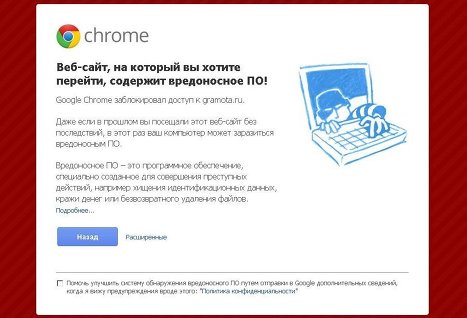 chrome
Веб-сайт, на который вы хотите
перейти, содержит вредоносное ПО!
Google Chrome заблокировал доступ к gramota.ru.
Даже если в прошлом вы посещали этот веб-сайт без
последствий, в этот раз ваш компьютер может заразиться
вредоносным ПО.
Вредоносное ПО – это программное обеспечение,
специально созданное для совершения преступных
действий, например хищения идентификационных данных,
кражи денег или безвозвратного удаления файлов.
Подробнее...
Назад
Расширенные
Помочь улучшить систему обнаружения вредоносного ПО путем отправки в Google дополнительных сведений,
когда я вижу предупреждения вроде этого: "Политика конфиденциальности"